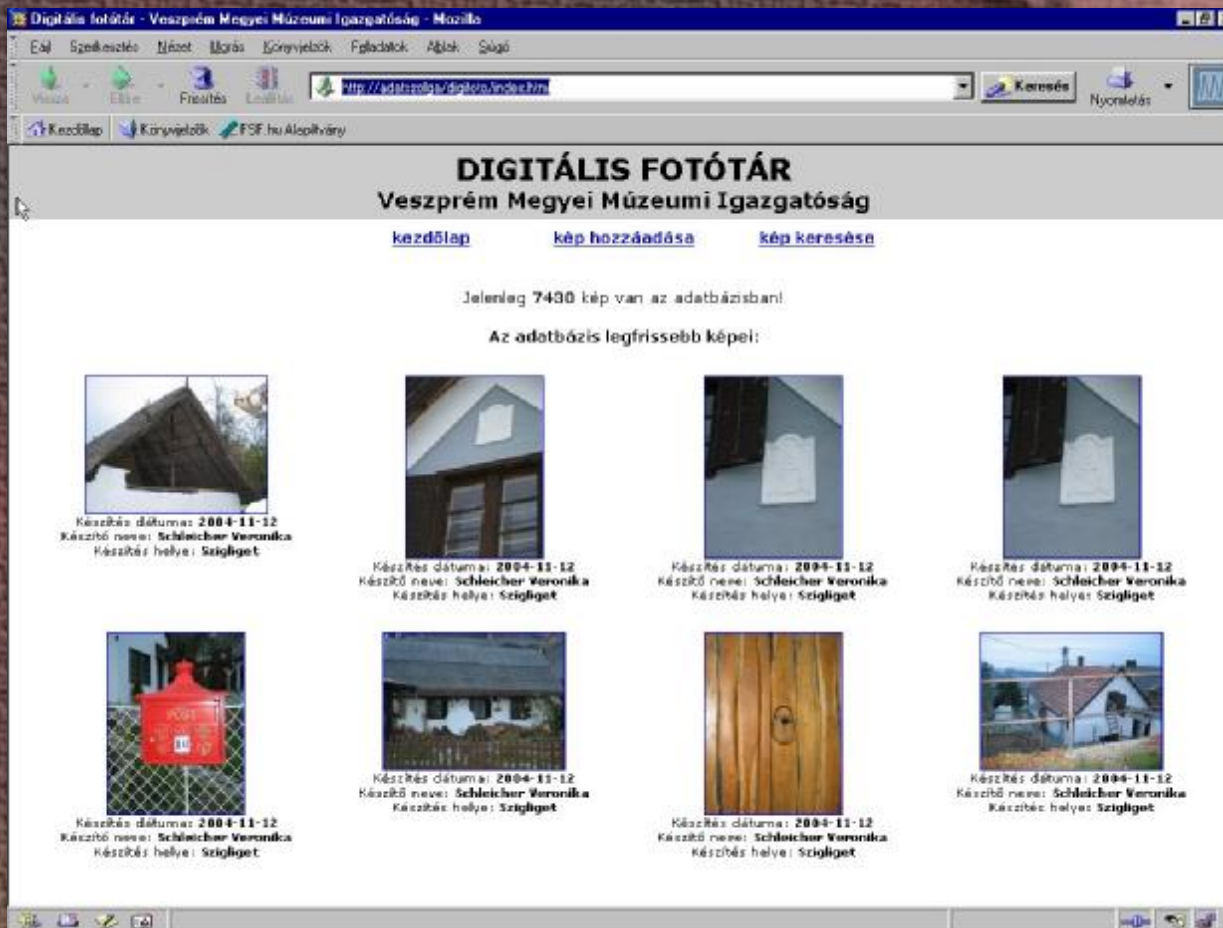 Digitális fotótár - Veszprém Megyei Múzeumi Igazgatóság - Mozilla
Fájl Szerkesztés Nézet Ugrás Könyvjelzők Feladatok Ablak Súgó
Vissza Előre Frissítés Leállítás Keresés Nyomtatás
Kezdőlap Könyvjelzők FSF.hu Alapítvány
DIGITÁLIS FOTÓTÁR
Veszprém Megyei Múzeumi Igazgatóság
kezdőlap kép hozzáadása kép keresése
Jelenleg 7430 kép van az adatbázisban!
Az adatbázis legfrissebb képei:
Készítés dátuma: 2004-11-12
Készítő neve: Schleicher Veronika
Készítés helye: Szigliget
Készítés dátuma: 2004-11-12
Készítő neve: Schleicher Veronika
Készítés helye: Szigliget
Készítés dátuma: 2004-11-12
Készítő neve: Schleicher Veronika
Készítés helye: Szigliget
Készítés dátuma: 2004-11-12
Készítő neve: Schleicher Veronika
Készítés helye: Szigliget
POST
Készítés dátuma: 2004-11-12
Készítő neve: Schleicher Veronika
Készítés helye: Szigliget
Készítés dátuma: 2004-11-12
Készítő neve: Schleicher Veronika
Készítés helye: Szigliget
Készítés dátuma: 2004-11-12
Készítő neve: Schleicher Veronika
Készítés helye: Szigliget
Készítés dátuma: 2004-11-12
Készítő neve: Schleicher Veronika
Készítés helye: Szigliget